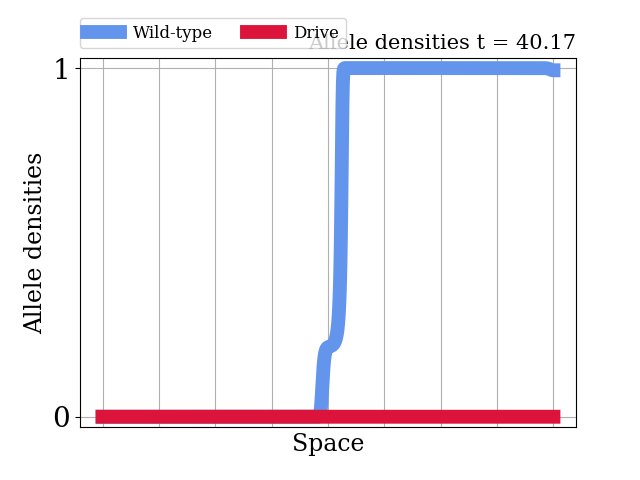 Wild-type
Drive
Allele densities t = 40.17
1
Allele densities
0
Space